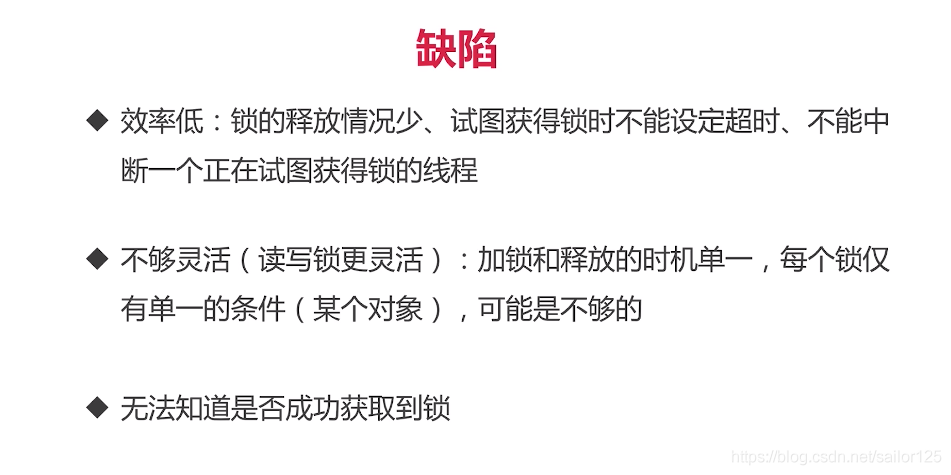 缺陷
◆ 效率低：锁的释放情况少、试图获得锁时不能设定超时、不能中
断一个正在试图获得锁的线程
◆ 不够灵活（读写锁更灵活）：加锁和释放的时机单一，每个锁仅
有单一的条件（某个对象），可能是不够的
◆ 无法知道是否成功获取到锁
https://blog.csdn.net/sailor125